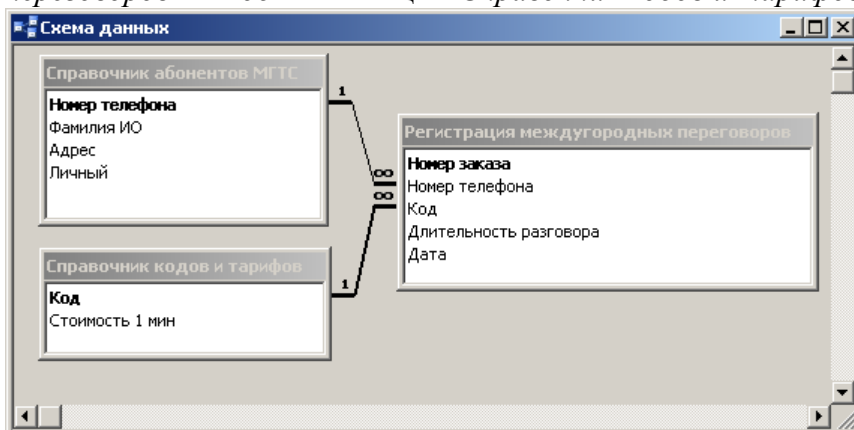 Схема данных
Справочник абонентов МГТС
Номер телефона
Фамилия ИО
Адрес
Личный
1
∞
∞
Регистрация междугородных переговоров
Номер заказа
Номер телефона
Код
Длительность разговора
Дата
Справочник кодов и тарифов
1
Код
Стоимость 1 мин